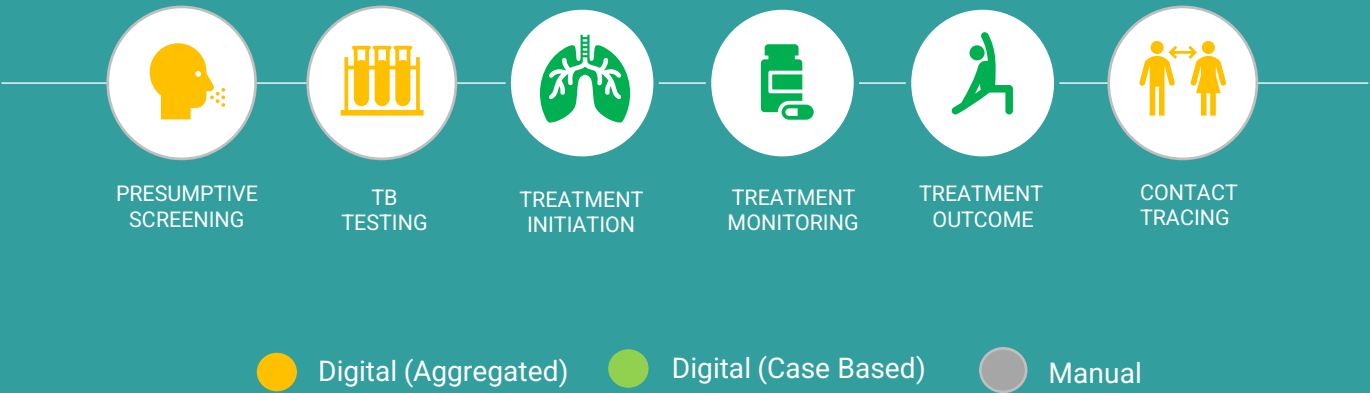 PRESUMPTIVE
SCREENING
TB
TESTING
TREATMENT
INITIATION
TREATMENT
MONITORING
TREATMENT
OUTCOME
CONTACT
TRACING
Digital (Aggregated)
Digital (Case Based)
Manual